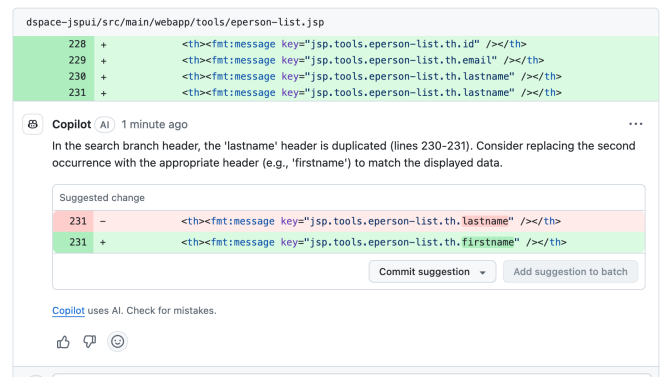 dspace-jspui/src/main/webapp/tools/eperson-list.jsp
228 + <th><fmt:message key="jsp.tools.eperson-list.th.id" /></th>
229 + <th><fmt:message key="jsp.tools.eperson-list.th.email" /></th>
230 + <th><fmt:message key="jsp.tools.eperson-list.th.lastname" /></th>
231 + <th><fmt:message key="jsp.tools.eperson-list.th.lastname" /></th>
Copilot AI 1 minute ago
In the search branch header, the 'lastname' header is duplicated (lines 230-231). Consider replacing the second
occurrence with the appropriate header (e.g., 'firstname') to match the displayed data.
Suggested change
231 - <th><fmt:message key="jsp.tools.eperson-list.th.lastname" /></th>
231 + <th><fmt:message key="jsp.tools.eperson-list.th.firstname" /></th>
Commit suggestion Add suggestion to batch
Copilot uses AI. Check for mistakes.